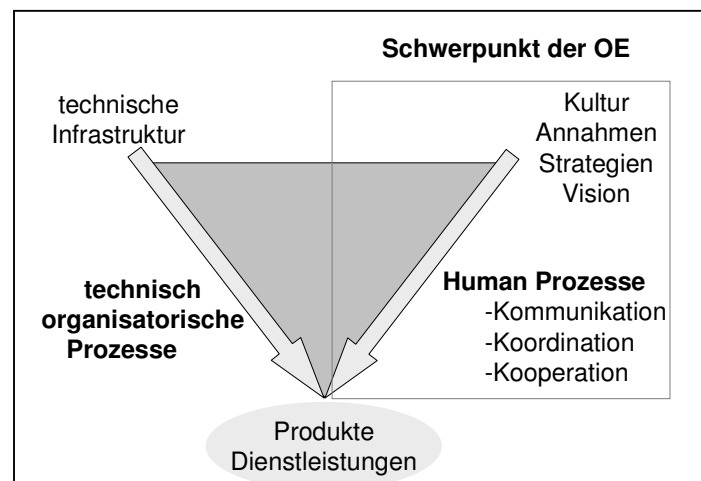 Schwerpunkt der OE
technische
Infrastruktur
Kultur
Annahmen
Strategien
Vision
technisch
organisatorische
Prozesse
Human Prozesse
-Kommunikation
-Koordination
-Kooperation
Produkte
Dienstleistungen